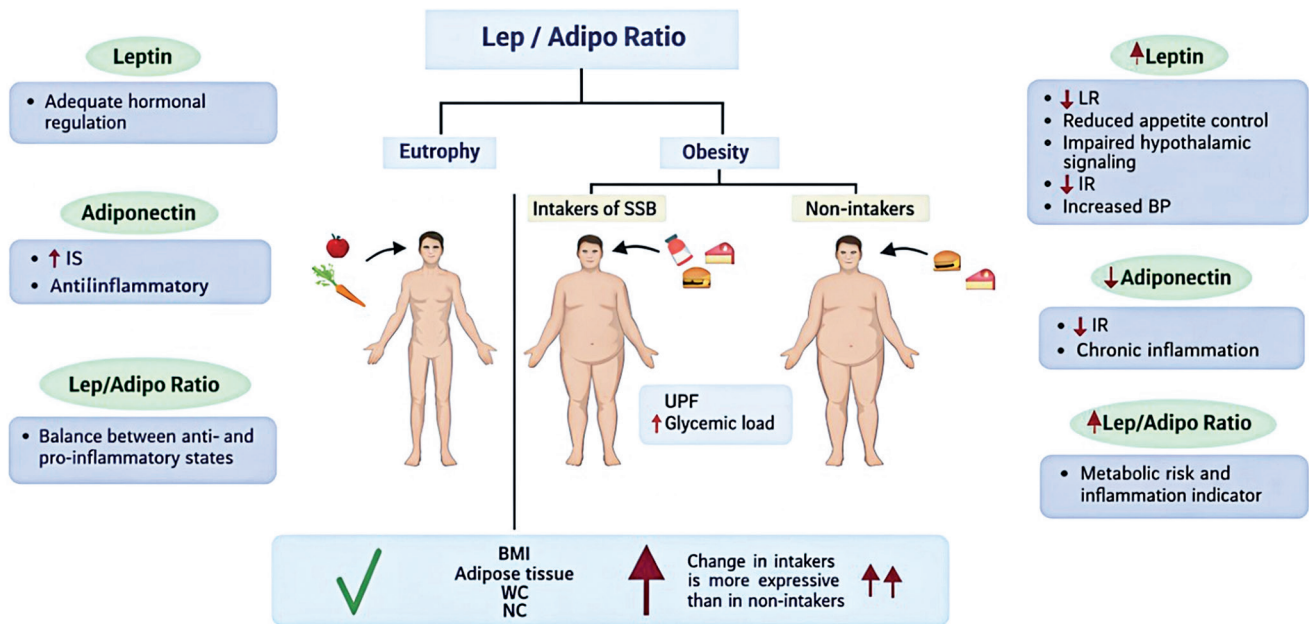 Lep / Adipo Ratio
Leptin
• Adequate hormonal
regulation
Adiponectin
• ↑ IS
• Antilinflammatory
Lep/Adipo Ratio
• Balance between anti- and
pro-inflammatory states
Eutrophy
Obesity
Intakers of SSB
Non-intakers
UPF
↑ Glycemic load
↑Leptin
• ↓ LR
• Reduced appetite control
• Impaired hypothalamic
signaling
• ↓ IR
• Increased BP
↓Adiponectin
• ↓ IR
• Chronic inflammation
↑Lep/Adipo Ratio
• Metabolic risk and
inflammation indicator
BMI
Adipose tissue
WC
NC
Change in intakers
is more expressive
than in non-intakers